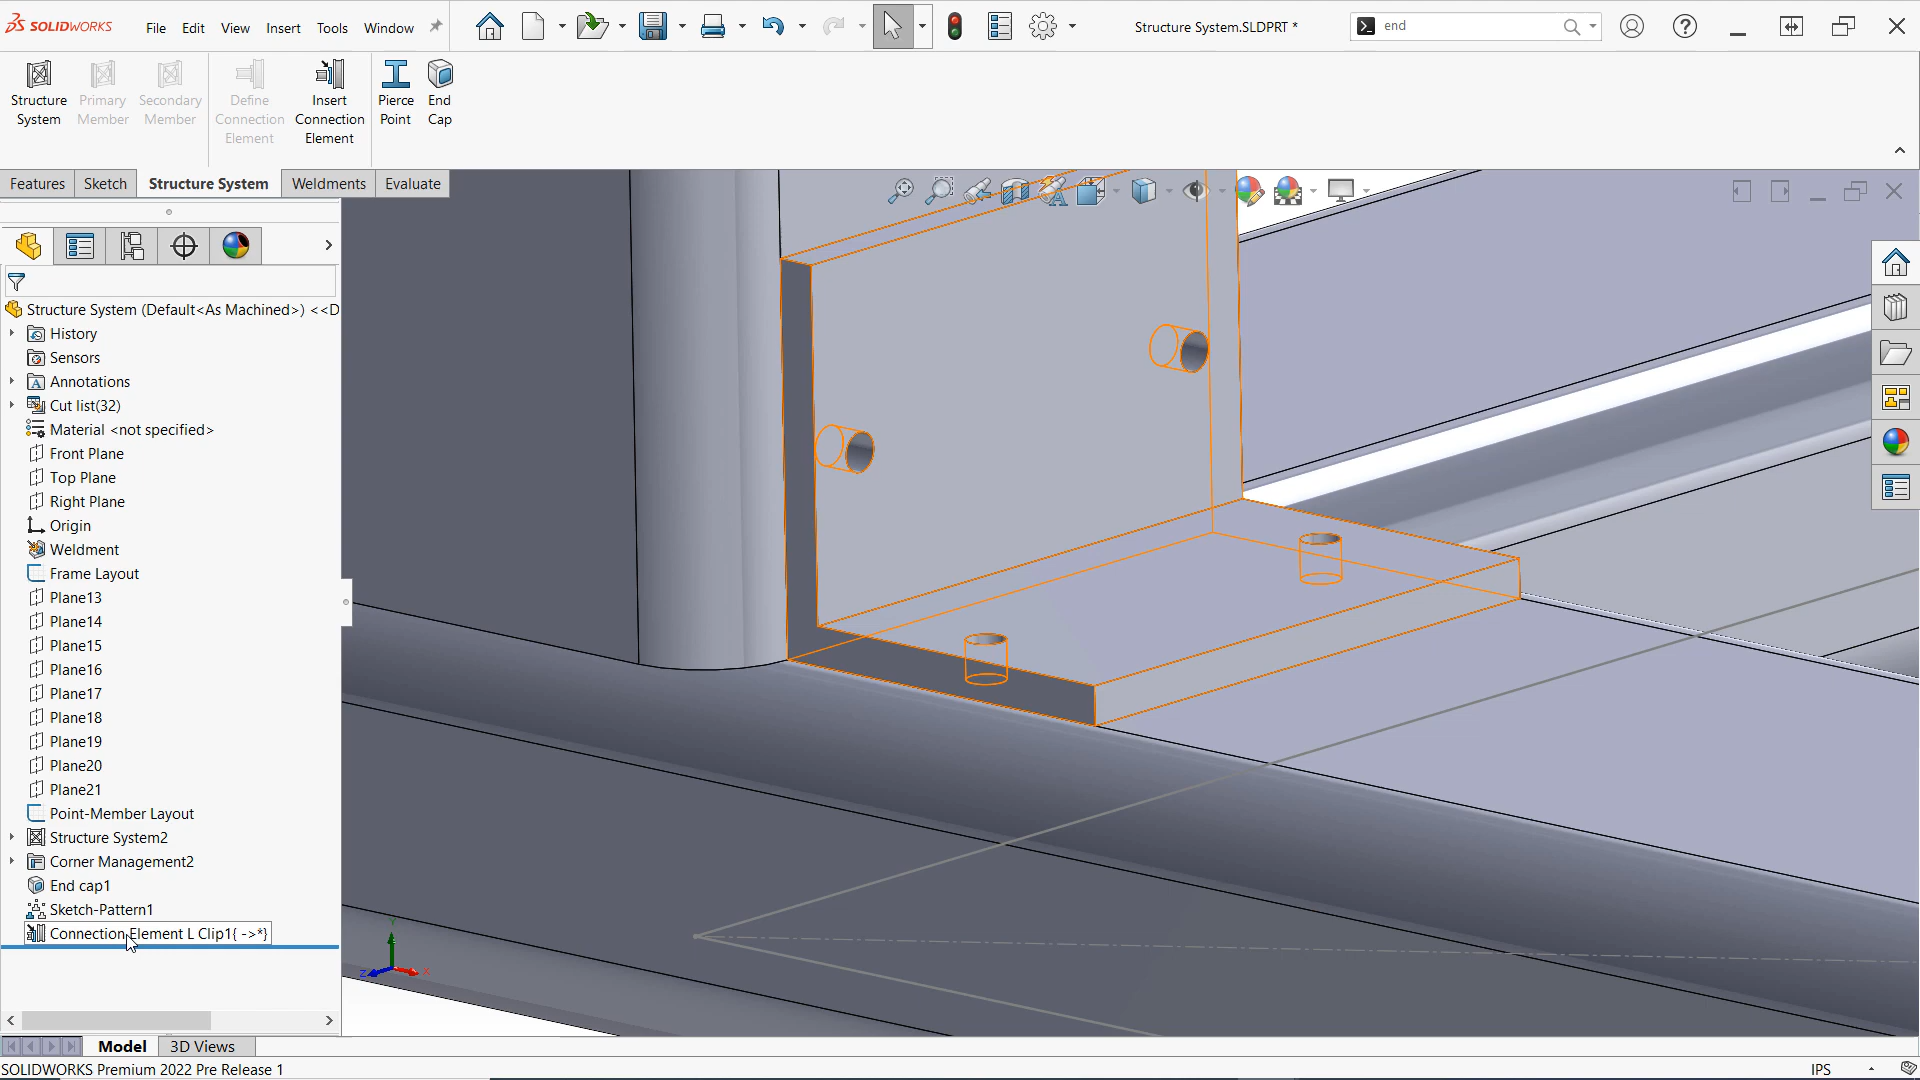 SOLIDWORKS
File Edit View Insert Tools Window
Structure System.SLDPRT *
end
Structure System
Primary Member
Secondary Member
Define Connection Element
Insert Connection Element
Pierce Point
End Cap
Features Sketch Structure System Weldments Evaluate
Structure System (Default<As Machined>) <<D
History
Sensors
Annotations
Cut list(32)
Material <not specified>
Front Plane
Top Plane
Right Plane
Origin
Weldment
Frame Layout
Plane13
Plane14
Plane15
Plane16
Plane17
Plane18
Plane19
Plane20
Plane21
Point-Member Layout
Structure System2
Corner Management2
End cap1
Sketch-Pattern1
Connection Element L Clip1{ ->*}
Y
Z X
Model 3D Views
SOLIDWORKS Premium 2022 Pre Release 1
IPS